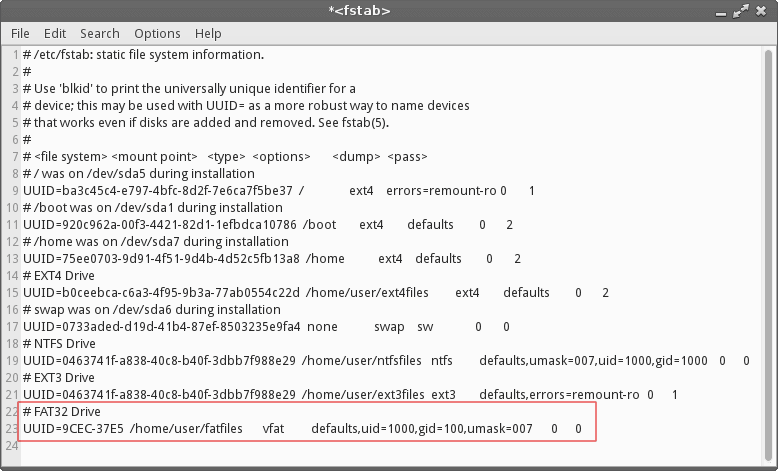 *<fstab>
File Edit Search Options Help
1 # /etc/fstab: static file system information.
2 #
3 # Use 'blkid' to print the universally unique identifier for a
4 # device; this may be used with UUID= as a more robust way to name devices
5 # that works even if disks are added and removed. See fstab(5).
6 #
7 # <file system> <mount point> <type> <options> <dump> <pass>
8 # / was on /dev/sda5 during installation
9 UUID=ba3c45c4-e797-4bfc-8d2f-7e6ca7f5be37 / ext4 errors=remount-ro 0 1
10 # /boot was on /dev/sda1 during installation
11 UUID=920c962a-00f3-4421-82d1-1efbdca10786 /boot ext4 defaults 0 2
12 # /home was on /dev/sda7 during installation
13 UUID=75ee0703-9d91-4f51-9d4b-4d52c5fb13a8 /home ext4 defaults 0 2
14 # EXT4 Drive
15 UUID=b0ceebca-c6a3-4f95-9b3a-77ab0554c22d /home/user/ext4files ext4 defaults 0 2
16 # swap was on /dev/sda6 during installation
17 UUID=0733aded-d19d-41b4-87ef-8503235e9fa4 none swap sw 0 0
18 # NTFS Drive
19 UUID=0463741f-a838-40c8-b40f-3dbb7f988e29 /home/user/ntfsfiles ntfs defaults,umask=007,uid=1000,gid=1000 0 0
20 # EXT3 Drive
21 UUID=0463741f-a838-40c8-b40f-3dbb7f988e29 /home/user/ext3files ext3 defaults,errors=remount-ro 0 1
22 # FAT32 Drive
23 UUID=9CEC-37E5 /home/user/fatfiles vfat defaults,uid=1000,gid=100,umask=007 0 0
24